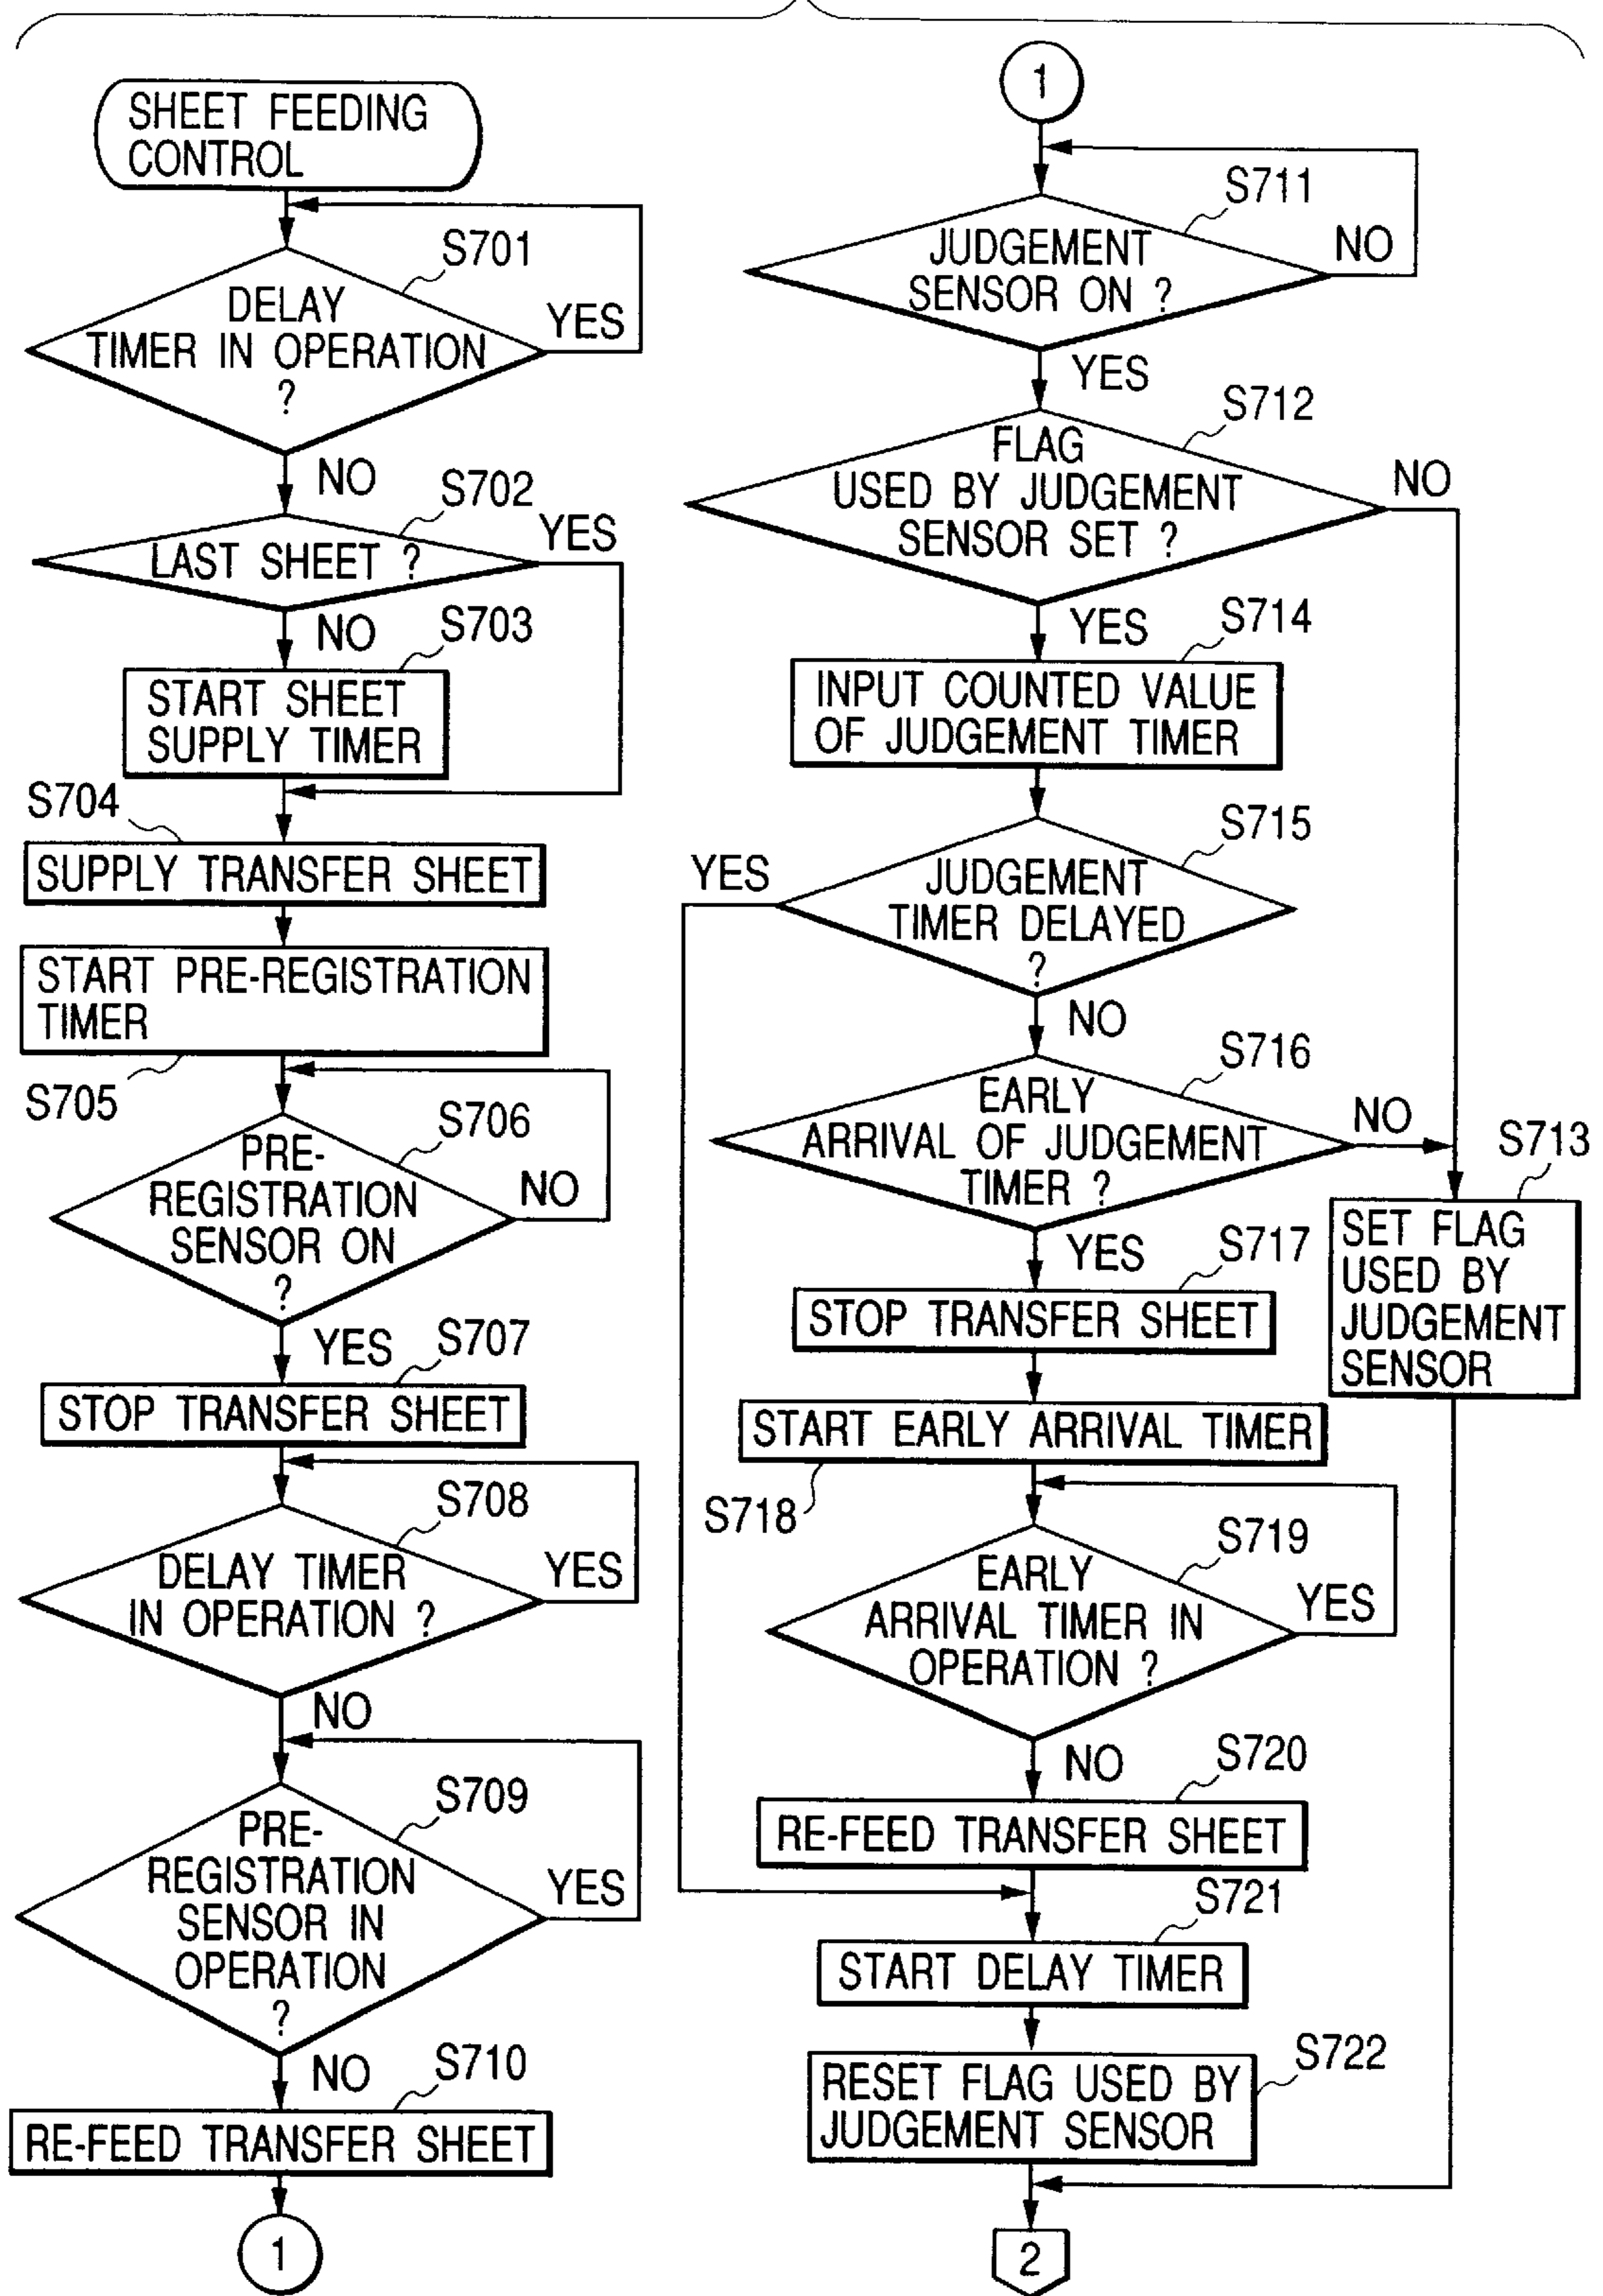 SHEET FEEDING
CONTROL
S701
DELAY
TIMER IN OPERATION
?
YES
NO
S702
LAST SHEET ?
YES
NO
S703
START SHEET
SUPPLY TIMER
S704
SUPPLY TRANSFER SHEET
START PRE-REGISTRATION
TIMER
S705
S706
PRE-
REGISTRATION
SENSOR ON
?
NO
YES
S707
STOP TRANSFER SHEET
S708
DELAY TIMER
IN OPERATION ?
YES
NO
S709
PRE-
REGISTRATION
SENSOR IN
OPERATION
?
YES
NO
S710
RE-FEED TRANSFER SHEET
1
1
S711
JUDGEMENT
SENSOR ON ?
NO
YES
S712
FLAG
USED BY JUDGEMENT
SENSOR SET ?
NO
YES
S714
INPUT COUNTED VALUE
OF JUDGEMENT TIMER
S715
YES
JUDGEMENT
TIMER DELAYED
?
NO
S716
EARLY
ARRIVAL OF JUDGEMENT
TIMER ?
NO
S713
SET FLAG
USED BY
JUDGEMENT
SENSOR
YES
S717
STOP TRANSFER SHEET
START EARLY ARRIVAL TIMER
S718
S719
EARLY
ARRIVAL TIMER IN
OPERATION ?
YES
NO
S720
RE-FEED TRANSFER SHEET
S721
START DELAY TIMER
S722
RESET FLAG USED BY
JUDGEMENT SENSOR
2